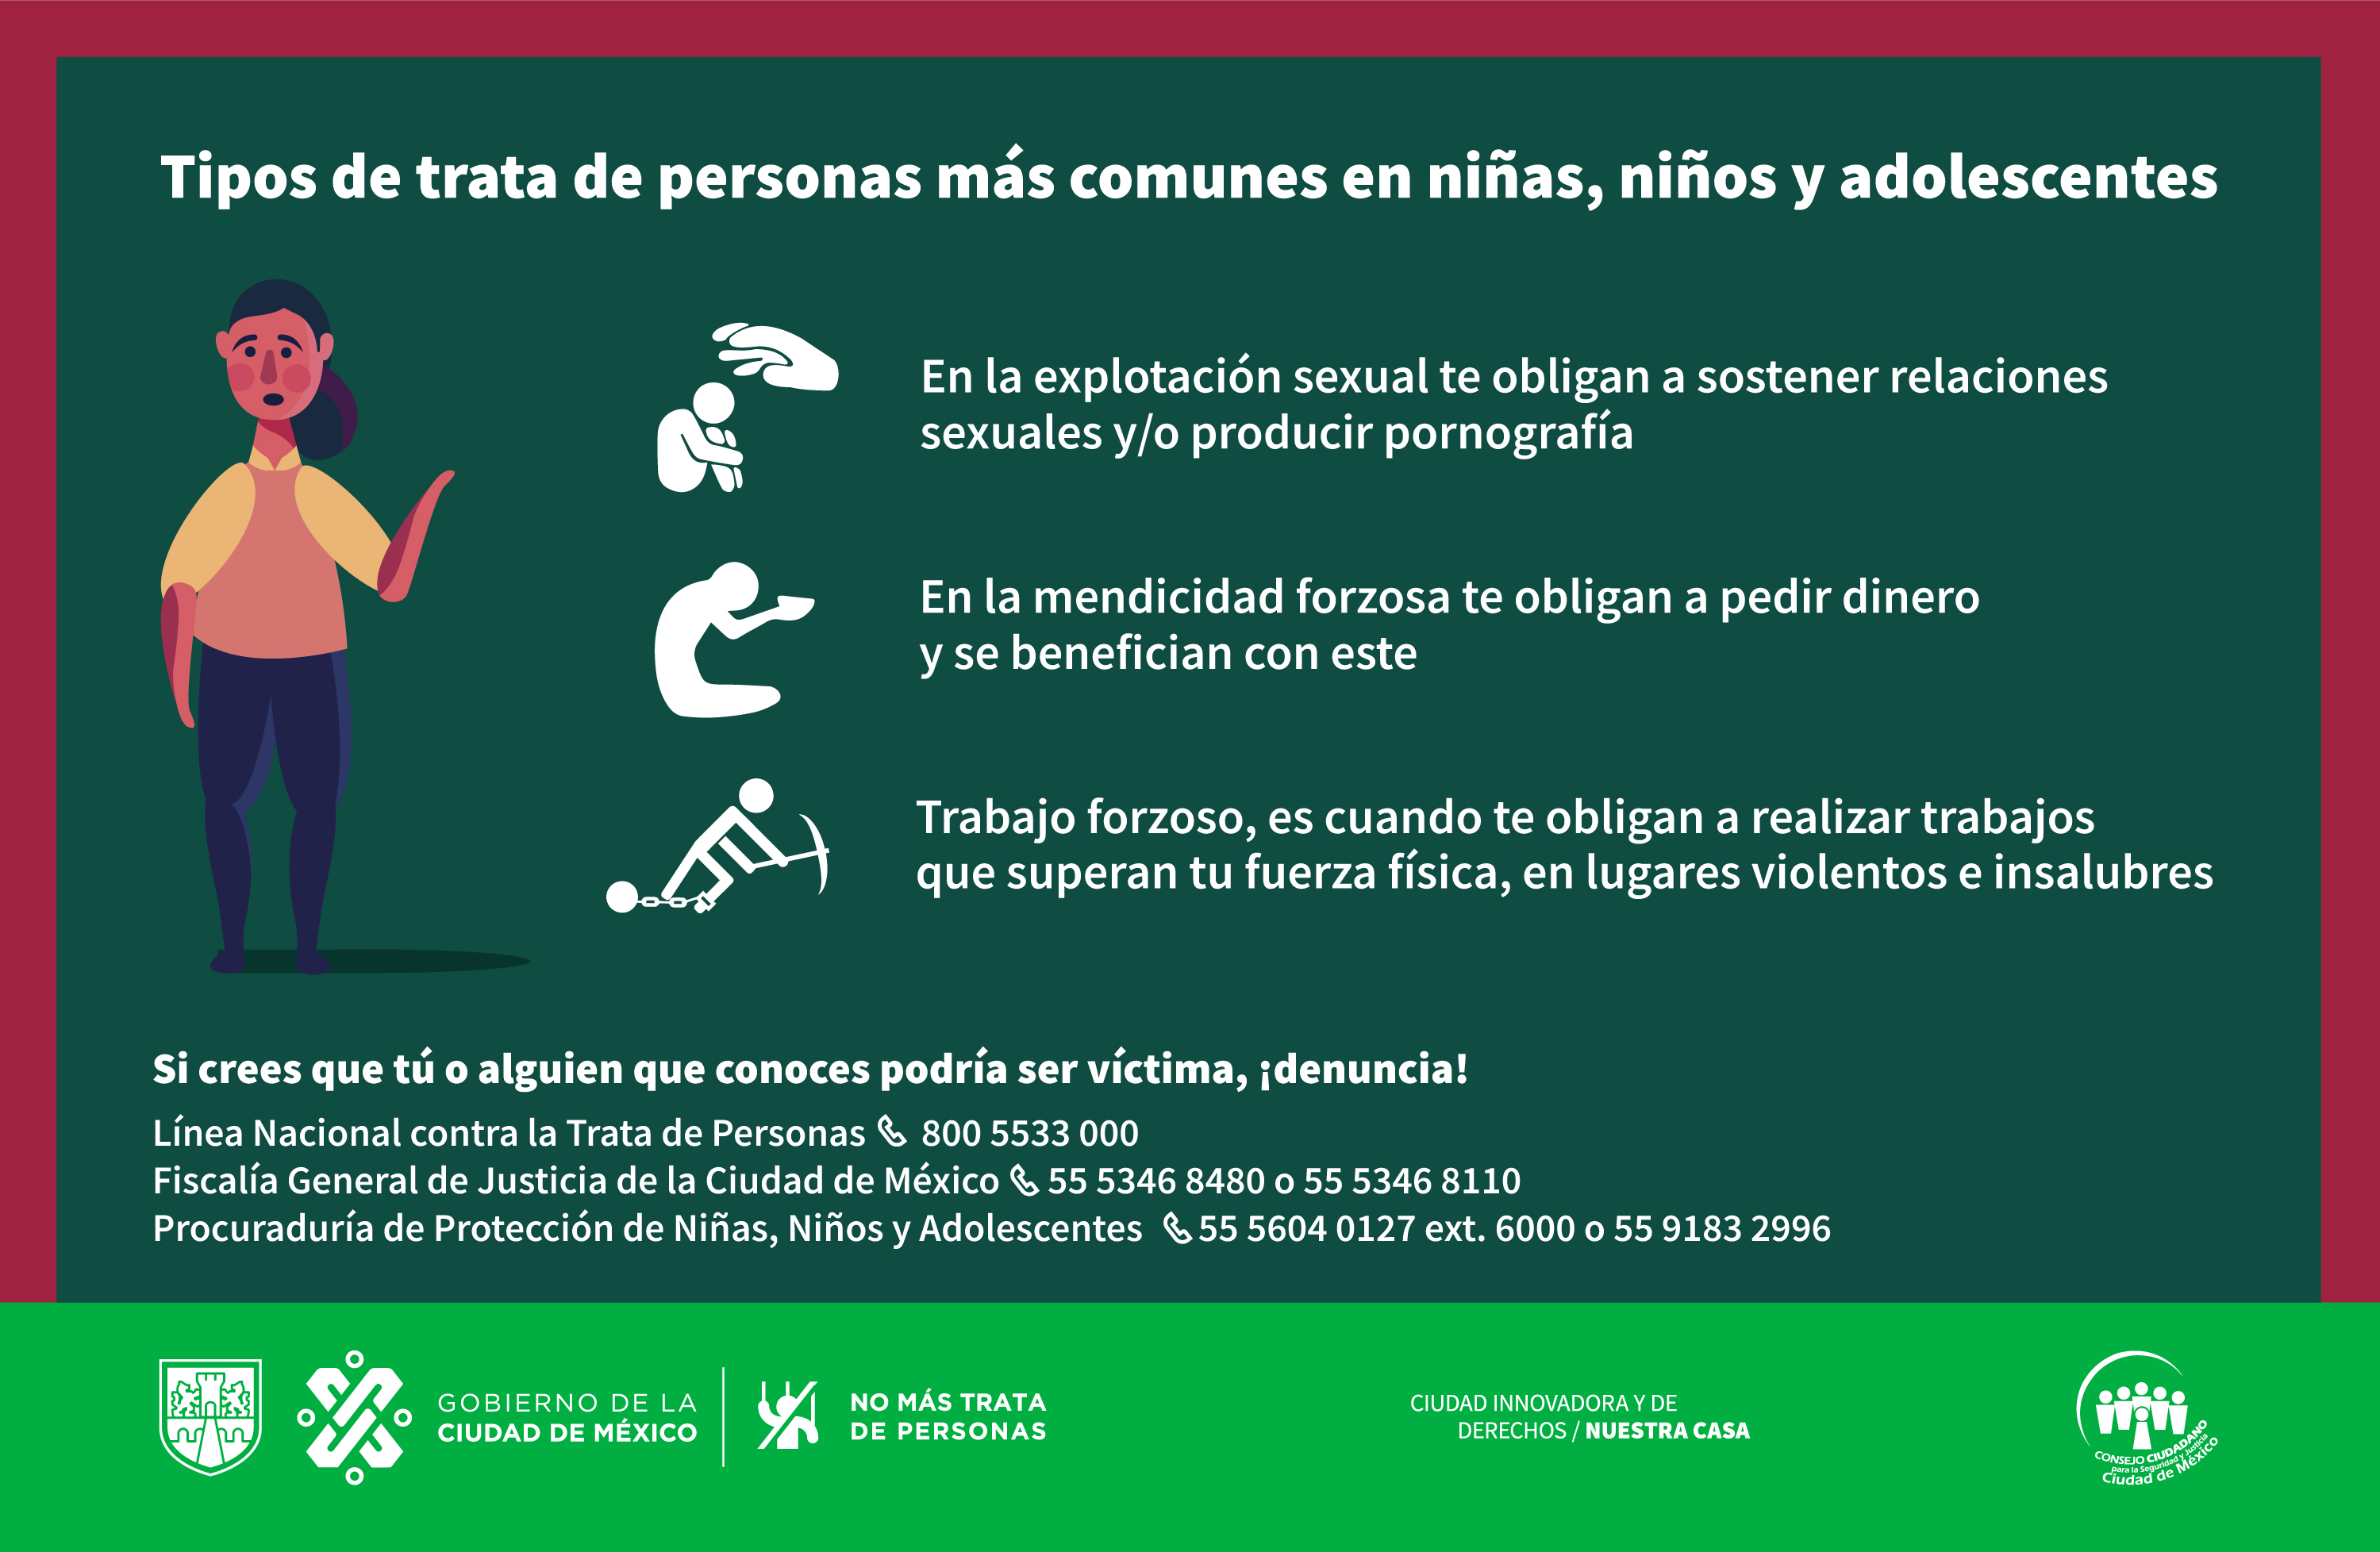 Tipos de trata de personas más comunes en niñas, niños y adolescentes
En la explotación sexual te obligan a sostener relaciones
sexuales y/o producir pornografía
En la mendicidad forzosa te obligan a pedir dinero
y se benefician con este
Trabajo forzoso, es cuando te obligan a realizar trabajos
que superan tu fuerza física, en lugares violentos e insalubres
Si crees que tú o alguien que conoces podría ser víctima, ¡denuncia!
Línea Nacional contra la Trata de Personas 800 5533 000
Fiscalía General de Justicia de la Ciudad de México 55 5346 8480 o 55 5346 8110
Procuraduría de Protección de Niñas, Niños y Adolescentes 55 5604 0127 ext. 6000 o 55 9183 2996
GOBIERNO DE LA
CIUDAD DE MÉXICO
NO MÁS TRATA
DE PERSONAS
CIUDAD INNOVADORA Y DE
DERECHOS / NUESTRA CASA
CONSEJO CIUDADANO
para la Seguridad y Justicia
Ciudad de México